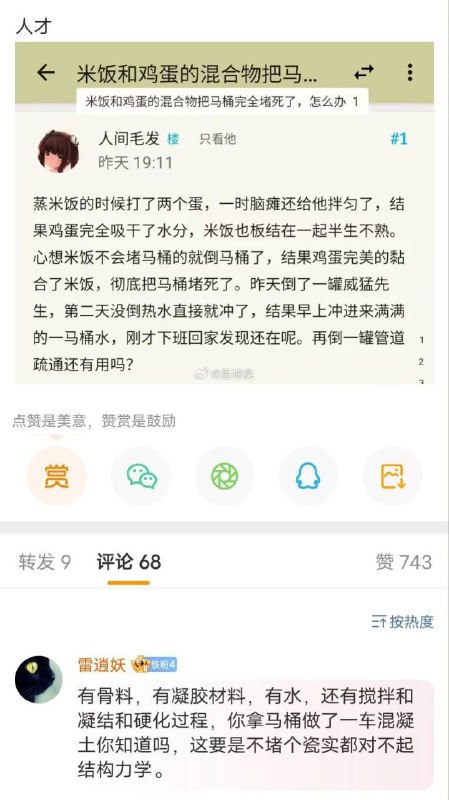 人才
米饭和鸡蛋的混合物把马...
米饭和鸡蛋的混合物把马桶完全堵死了，怎么办 1
人间毛发 楼 只看他 #1
昨天 19:11
蒸米饭的时候打了两个蛋，一时脑瘫还给他拌匀了，结
果鸡蛋完全吸干了水分，米饭也板结在一起半生不熟。
心想米饭不会堵马桶的就倒马桶了，结果鸡蛋完美的黏
合了米饭，彻底把马桶堵死了。昨天倒了一罐威猛先
生，第二天没倒热水直接就冲了，结果早上冲进来满满
的一马桶水，刚才下班回家发现还在呢。再倒一罐管道
疏通还有用吗？
1
2
3
点赞是美意，赞赏是鼓励
赏
转发 9 评论 68 赞 743
按热度
雷逍妖 铁粉4
有骨料，有凝胶材料，有水，还有搅拌和
凝结和硬化过程，你拿马桶做了一车混凝
土你知道吗，这要是不堵个瓷实都对不起
结构力学。